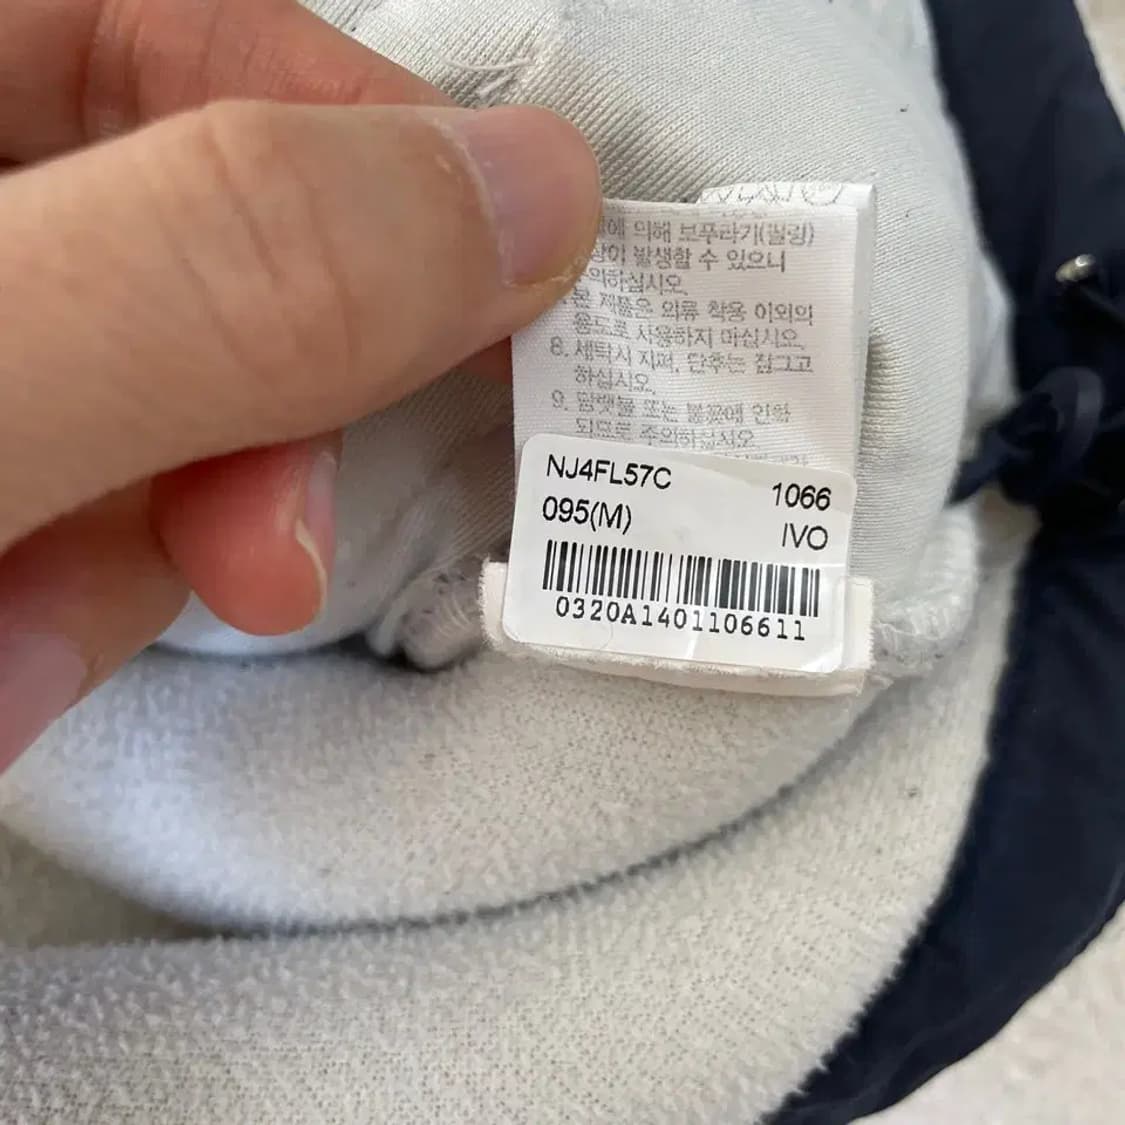 에 의해 보푸라기(필링)
상이 발생할 수 있으니
의하십시오.
본 제품은 의류 착용 이외의
용도로 사용하지 마십시오.
8. 세탁시 지퍼, 단추는 잠그고
하십시오.
9. 담뱃불 또는 불꽃에 인화
되므로 주의하십시오.
NJ4FL57C 1066
095(M) IVO
0320A1401106611